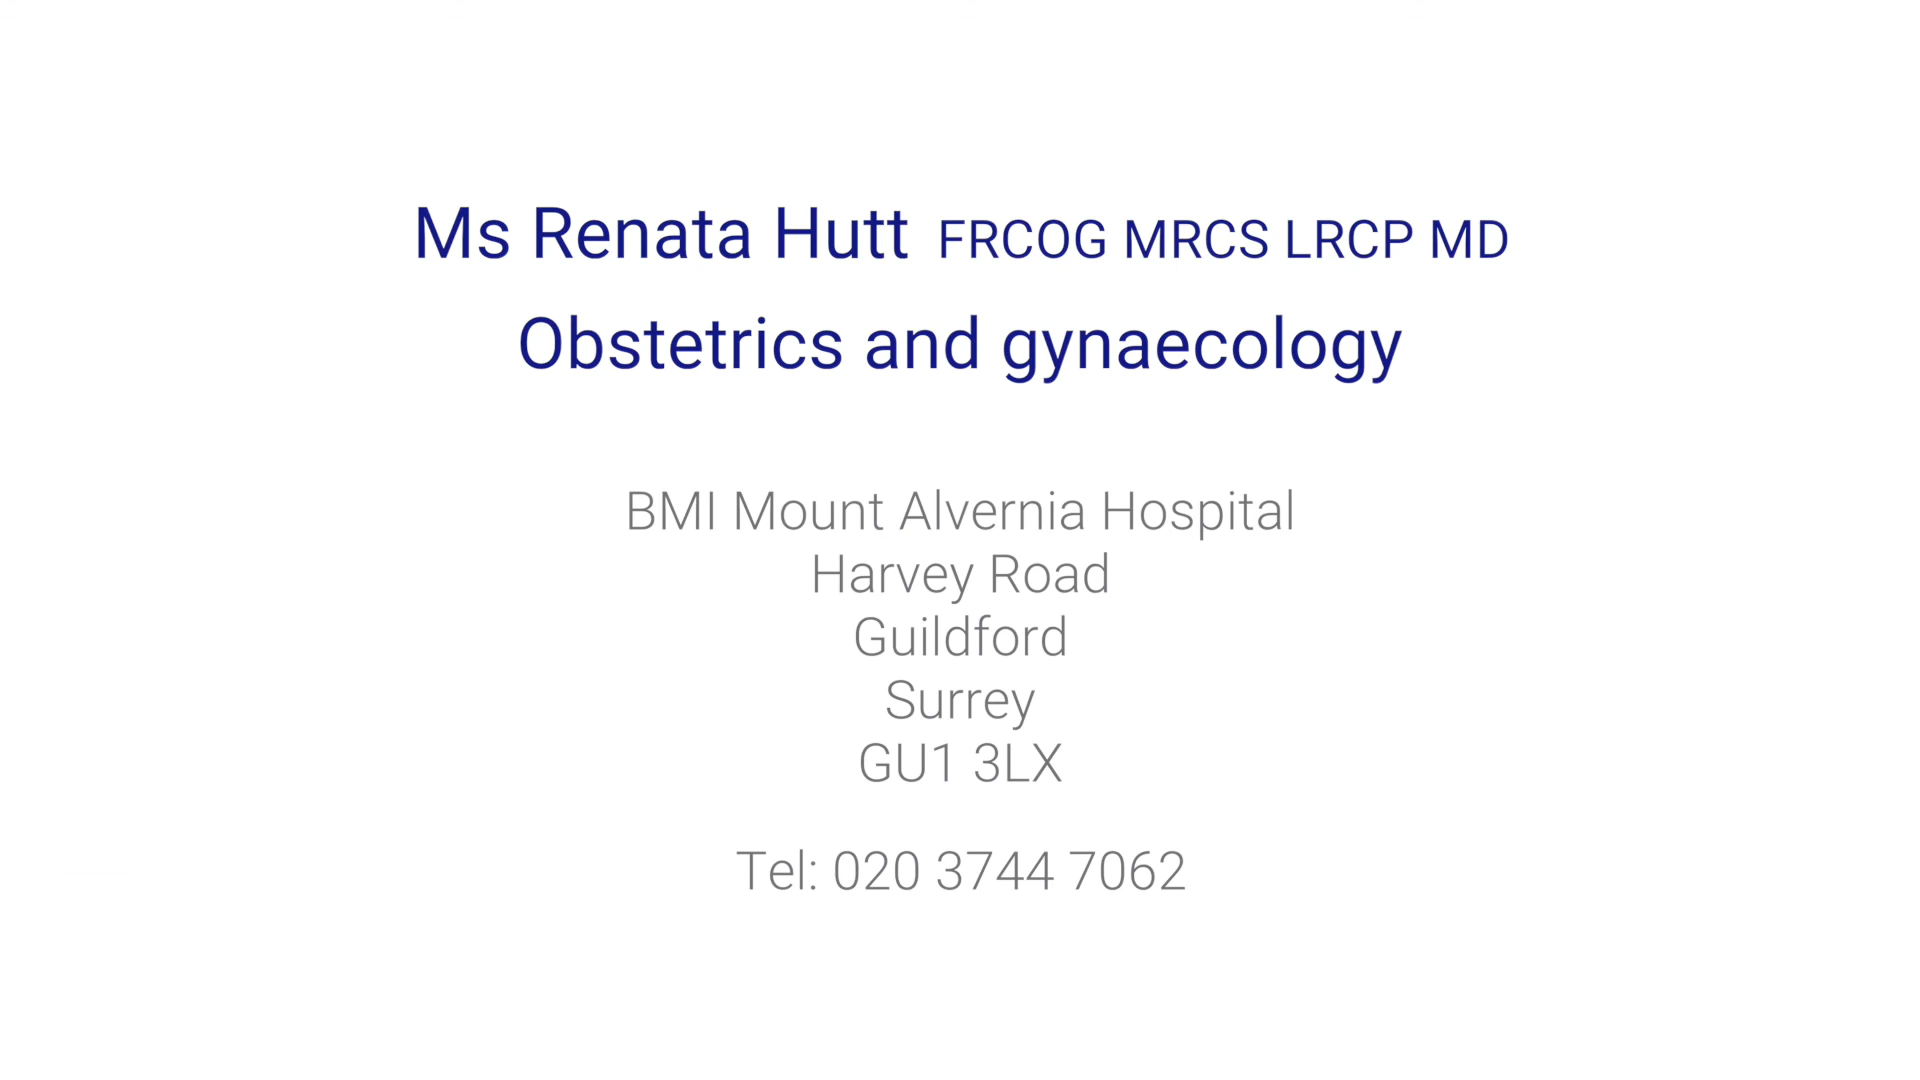 Ms Renata Hutt FRCOG MRCS LRCP MD
Obstetrics and gynaecology
BMI Mount Alvernia Hospital
Harvey Road
Guildford
Surrey
GU1 3LX
Tel: 020 3744 7062